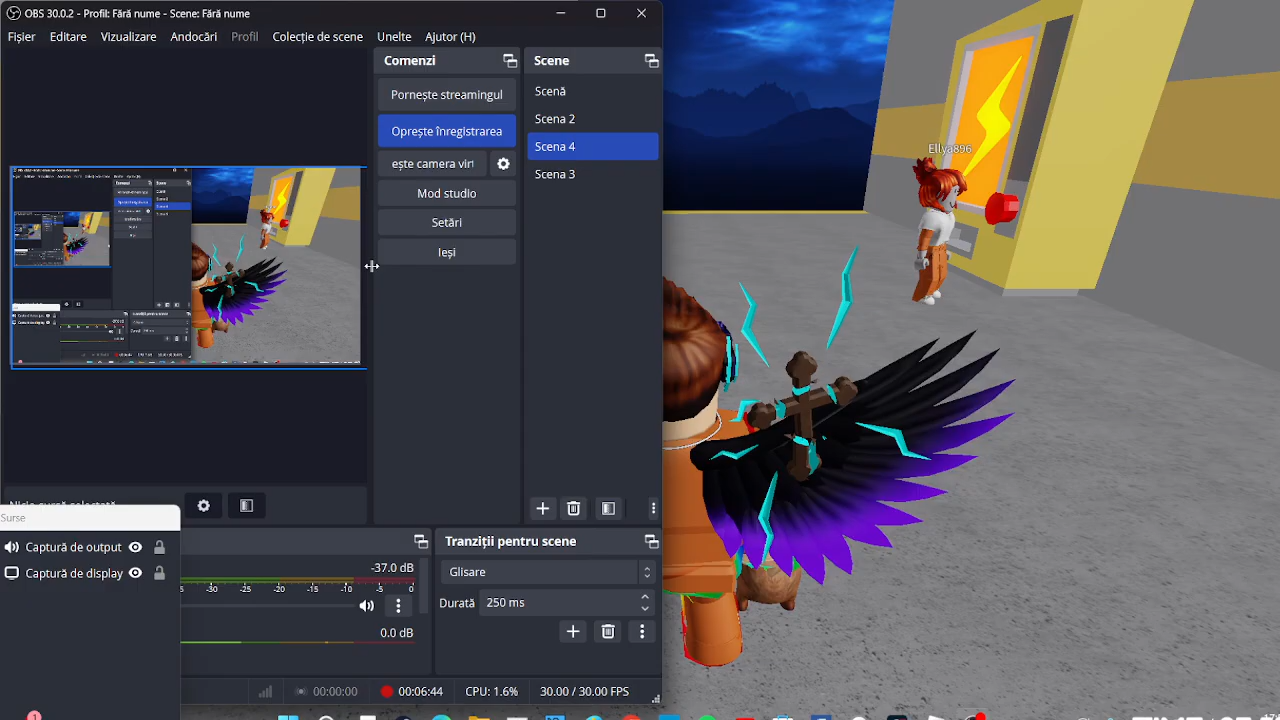 OBS 30.0.2 - Profil: Fără nume - Scene: Fără nume
Fișier Editare Vizualizare Andocări Profil Colecție de scene Unelte Ajutor (H)
Comenzi
Pornește streamingul
Oprește înregistrarea
ește camera virt
Mod studio
Setări
Ieși
Scene
Scenă
Scena 2
Scena 4
Scena 3
Ellya896
Surse
Captură de output
Captură de display
-37.0 dB
-35 -30 -25 -20 -15 -10 -5 0
0.0 dB
Tranziții pentru scene
Glisare
Durată 250 ms
00:00:00 00:06:44 CPU: 1.6% 30.00 / 30.00 FPS
1